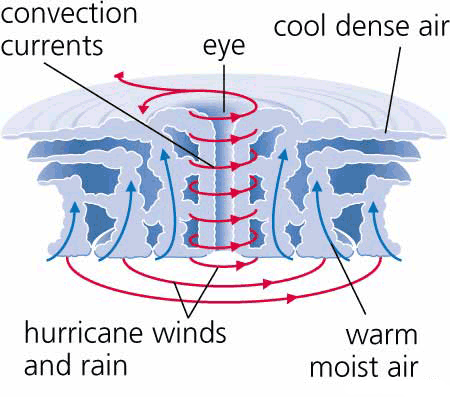 convection
currents
eye
cool dense air
hurricane winds
and rain
warm
moist air